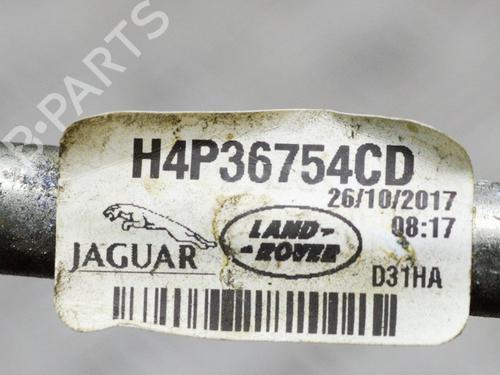 B-PARTS
H4P36754CD
26/10/2017
08:17
JAGUAR
LAND-
-ROVER
D31HA